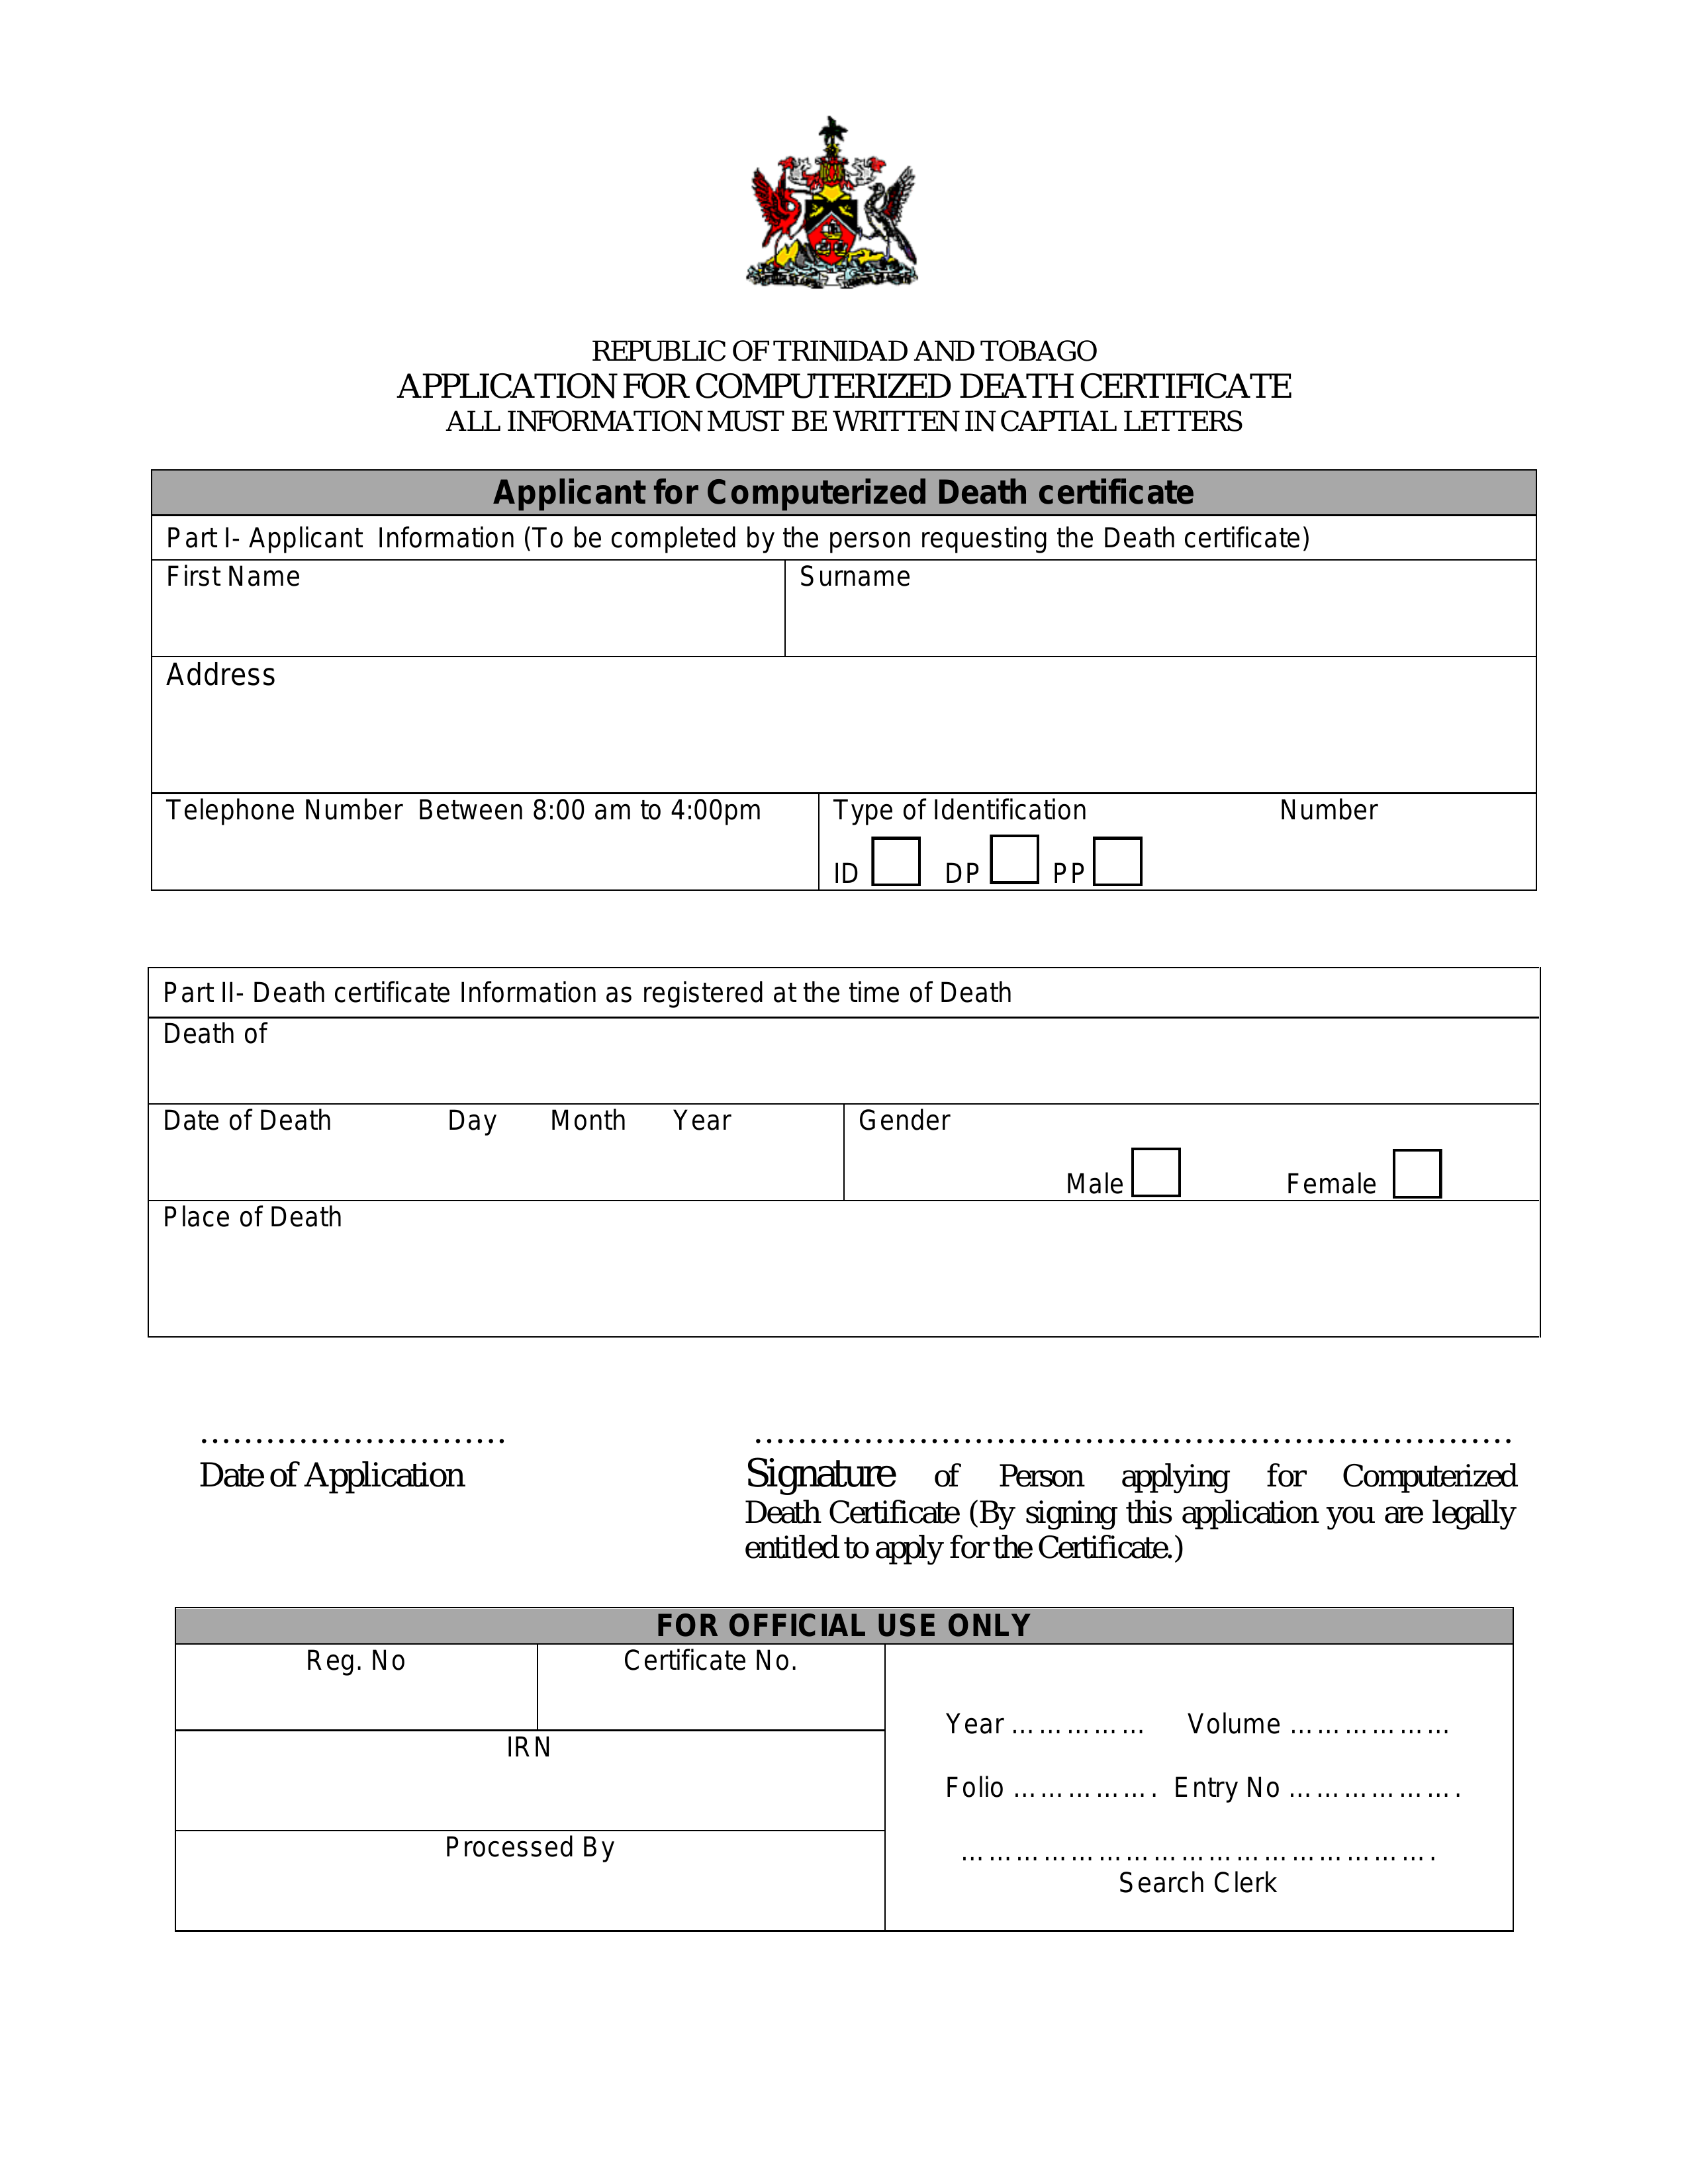 REPUBLIC OF TRINIDAD AND TOBAGO
APPLICATION FOR COMPUTERIZED DEATH CERTIFICATE
ALL INFORMATION MUST BE WRITTEN IN CAPTIAL LETTERS
Applicant for Computerized Death certificate
Part I- Applicant Information (To be completed by the person requesting the Death certificate)
First Name Surname
Address
Telephone Number Between 8:00 am to 4:00pm Type of Identification Number
ID DP PP
Part II- Death certificate Information as registered at the time of Death
Death of
Date of Death Day Month Year Gender
Male Female
Place of Death
............................ .....................................................................
Date of Application Signature of Person applying for Computerized
Death Certificate (By signing this application you are legally
entitled to apply for the Certificate.)
FOR OFFICIAL USE ONLY
Reg. No Certificate No.
Year …………… Volume ………………
IRN
Folio ……………. Entry No ……………….
Processed By
…………………………………………….
Search Clerk